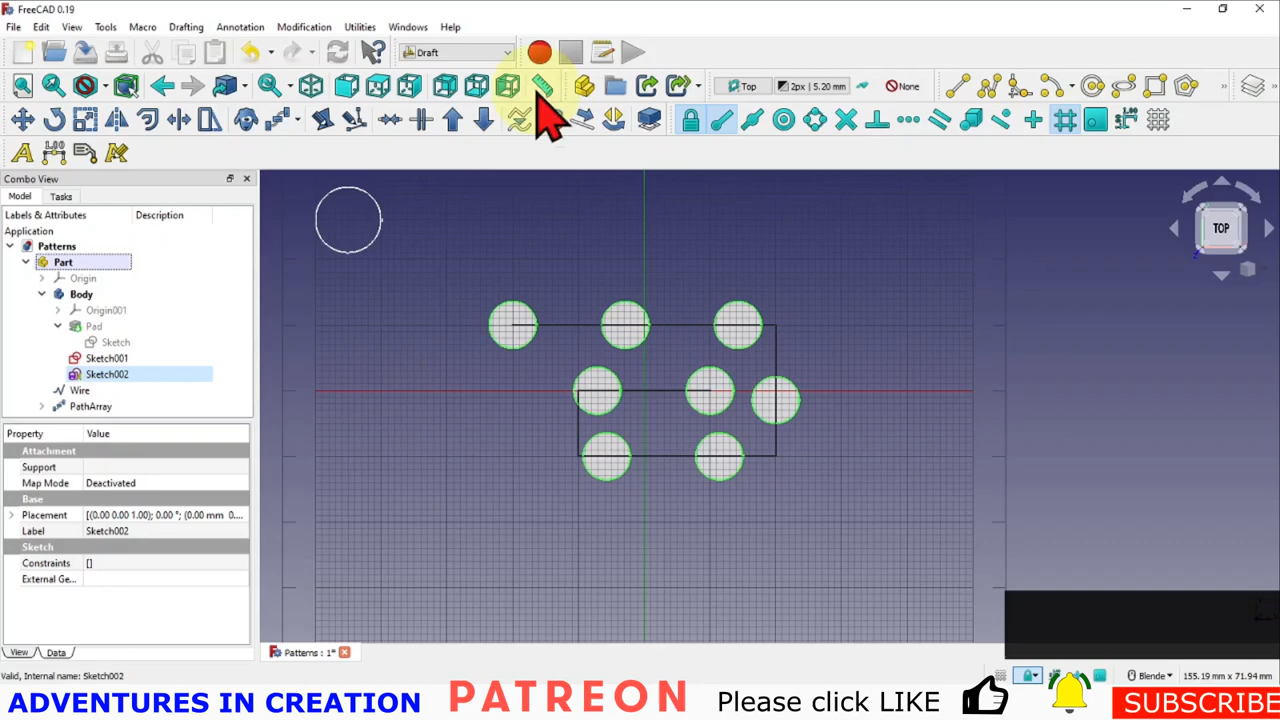 FreeCAD 0.19
File Edit View Tools Macro Drafting Annotation Modification Utilities Windows Help
Draft
Top 2px | 5.20 mm None
1.00
A
Combo View
Model Tasks
Labels & Attributes Description
Application
Patterns
Part
Origin
Body
Origin001
Pad
Sketch
Sketch001
Sketch002
Wire
PathArray
Property Value
Attachment
Support
Map Mode Deactivated
Base
Placement [(0.00 0.00 1.00); 0.00 °; (0.00 mm 0....
Label Sketch002
Sketch
Constraints []
External Ge...
View Data
TOP
Patterns : 1*
Valid, Internal name: Sketch002
Blende 155.19 mm x 71.94 mm
ADVENTURES IN CREATION PATREON Please click LIKE SUBSCRIBE